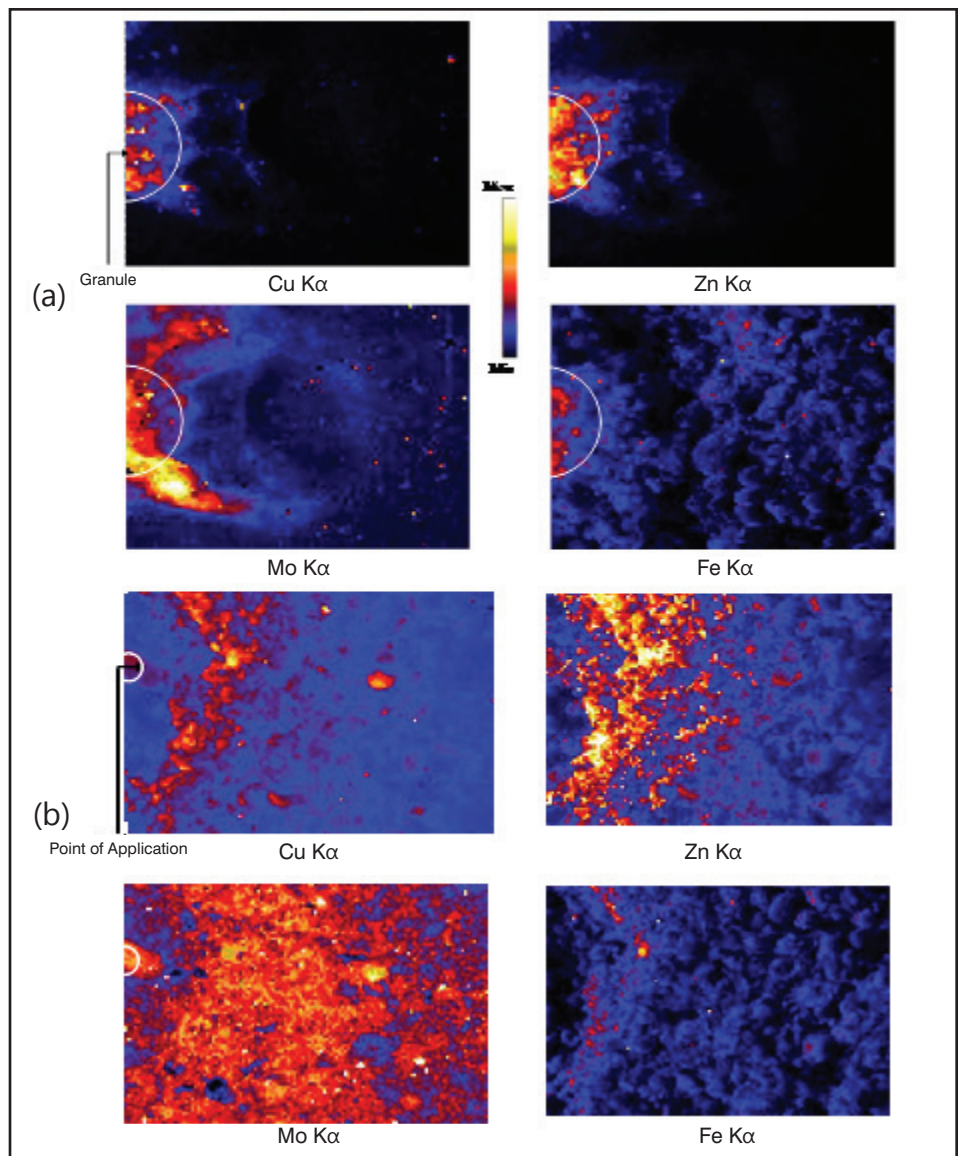 Granule
(a)
Cu Kα
Zn Kα
Mo Kα
Fe Kα
(b)
Point of Application
Cu Kα
Zn Kα
Mo Kα
Fe Kα